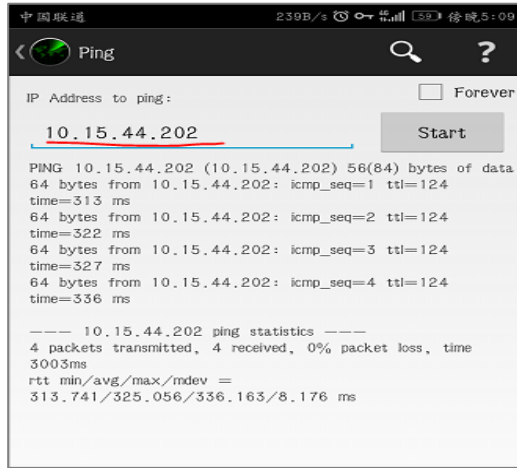 中国联通 239B/s 4G 59 傍晚5:09
Ping
?
IP Address to ping:
Forever
10.15.44.202
Start
PING 10.15.44.202 (10.15.44.202) 56(84) bytes of data
64 bytes from 10.15.44.202: icmp_seq=1 ttl=124
time=313 ms
64 bytes from 10.15.44.202: icmp_seq=2 ttl=124
time=322 ms
64 bytes from 10.15.44.202: icmp_seq=3 ttl=124
time=327 ms
64 bytes from 10.15.44.202: icmp_seq=4 ttl=124
time=336 ms
--- 10.15.44.202 ping statistics ---
4 packets transmitted, 4 received, 0% packet loss, time
3003ms
rtt min/avg/max/mdev =
313.741/325.056/336.163/8.176 ms